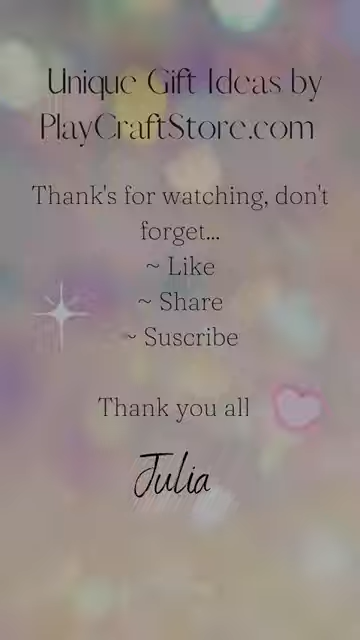 Unique Gift Ideas by
PlayCraftStore.com
Thank's for watching, don't
forget...
~ Like
~ Share
~ Suscribe
Thank you all
Julia